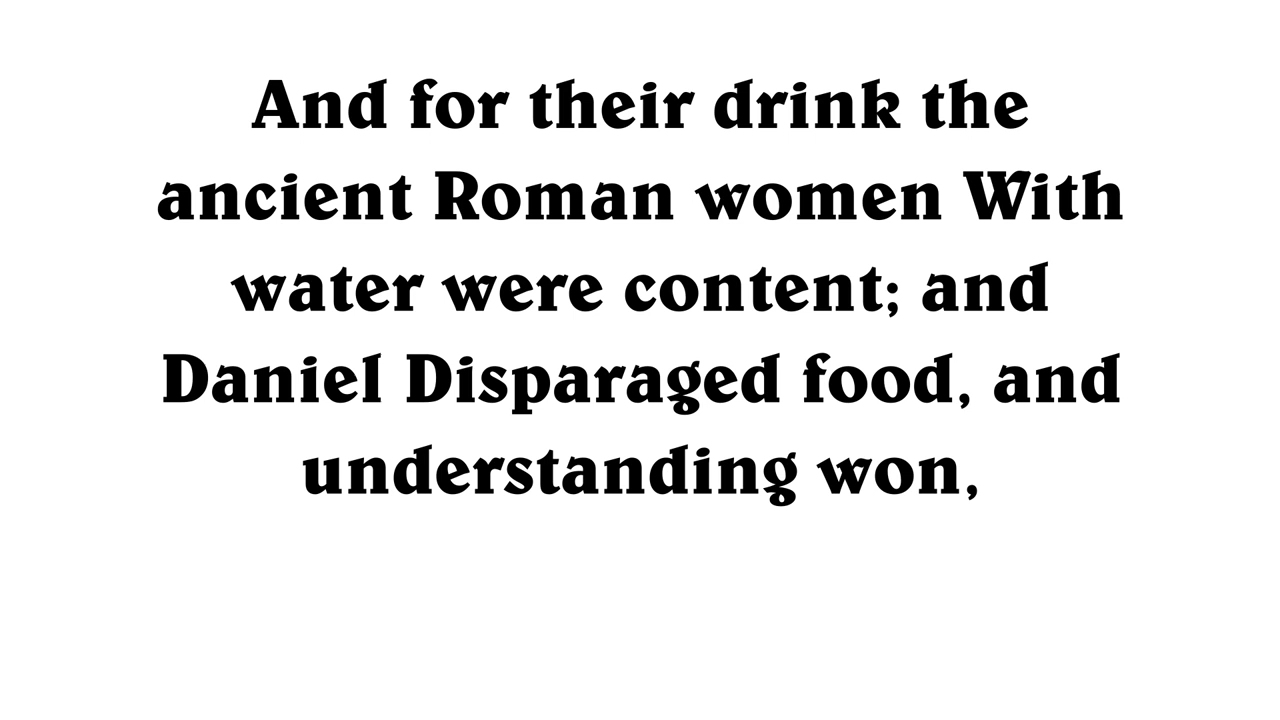 And for their drink the
ancient Roman women With
water were content; and
Daniel Disparaged food, and
understanding won,